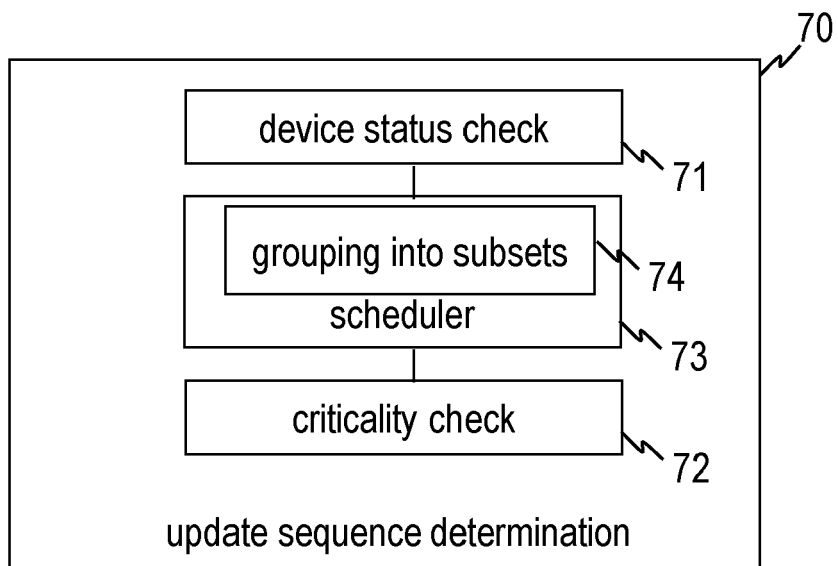 70
device status check
71
grouping into subsets
74
scheduler
73
criticality check
72
update sequence determination